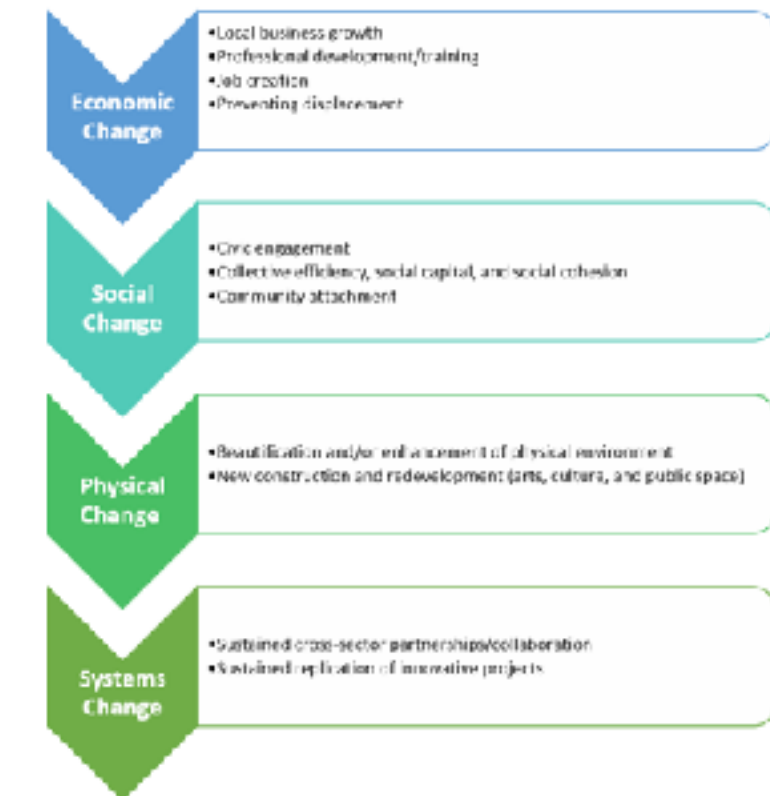 Economic
Change
•Local business growth
•Professional development/training
•Job creation
•Preventing displacement
Social
Change
•Civic engagement
•Collective efficiency, social capital, and social cohesion
•Community attachment
Physical
Change
•Beautification and/or enhancement of physical environment
•New construction and redevelopment (arts, cultura, and public space)
Systems
Change
•Sustained cross-sector partnerships/collaboration
•Sustained replication of innovative projects